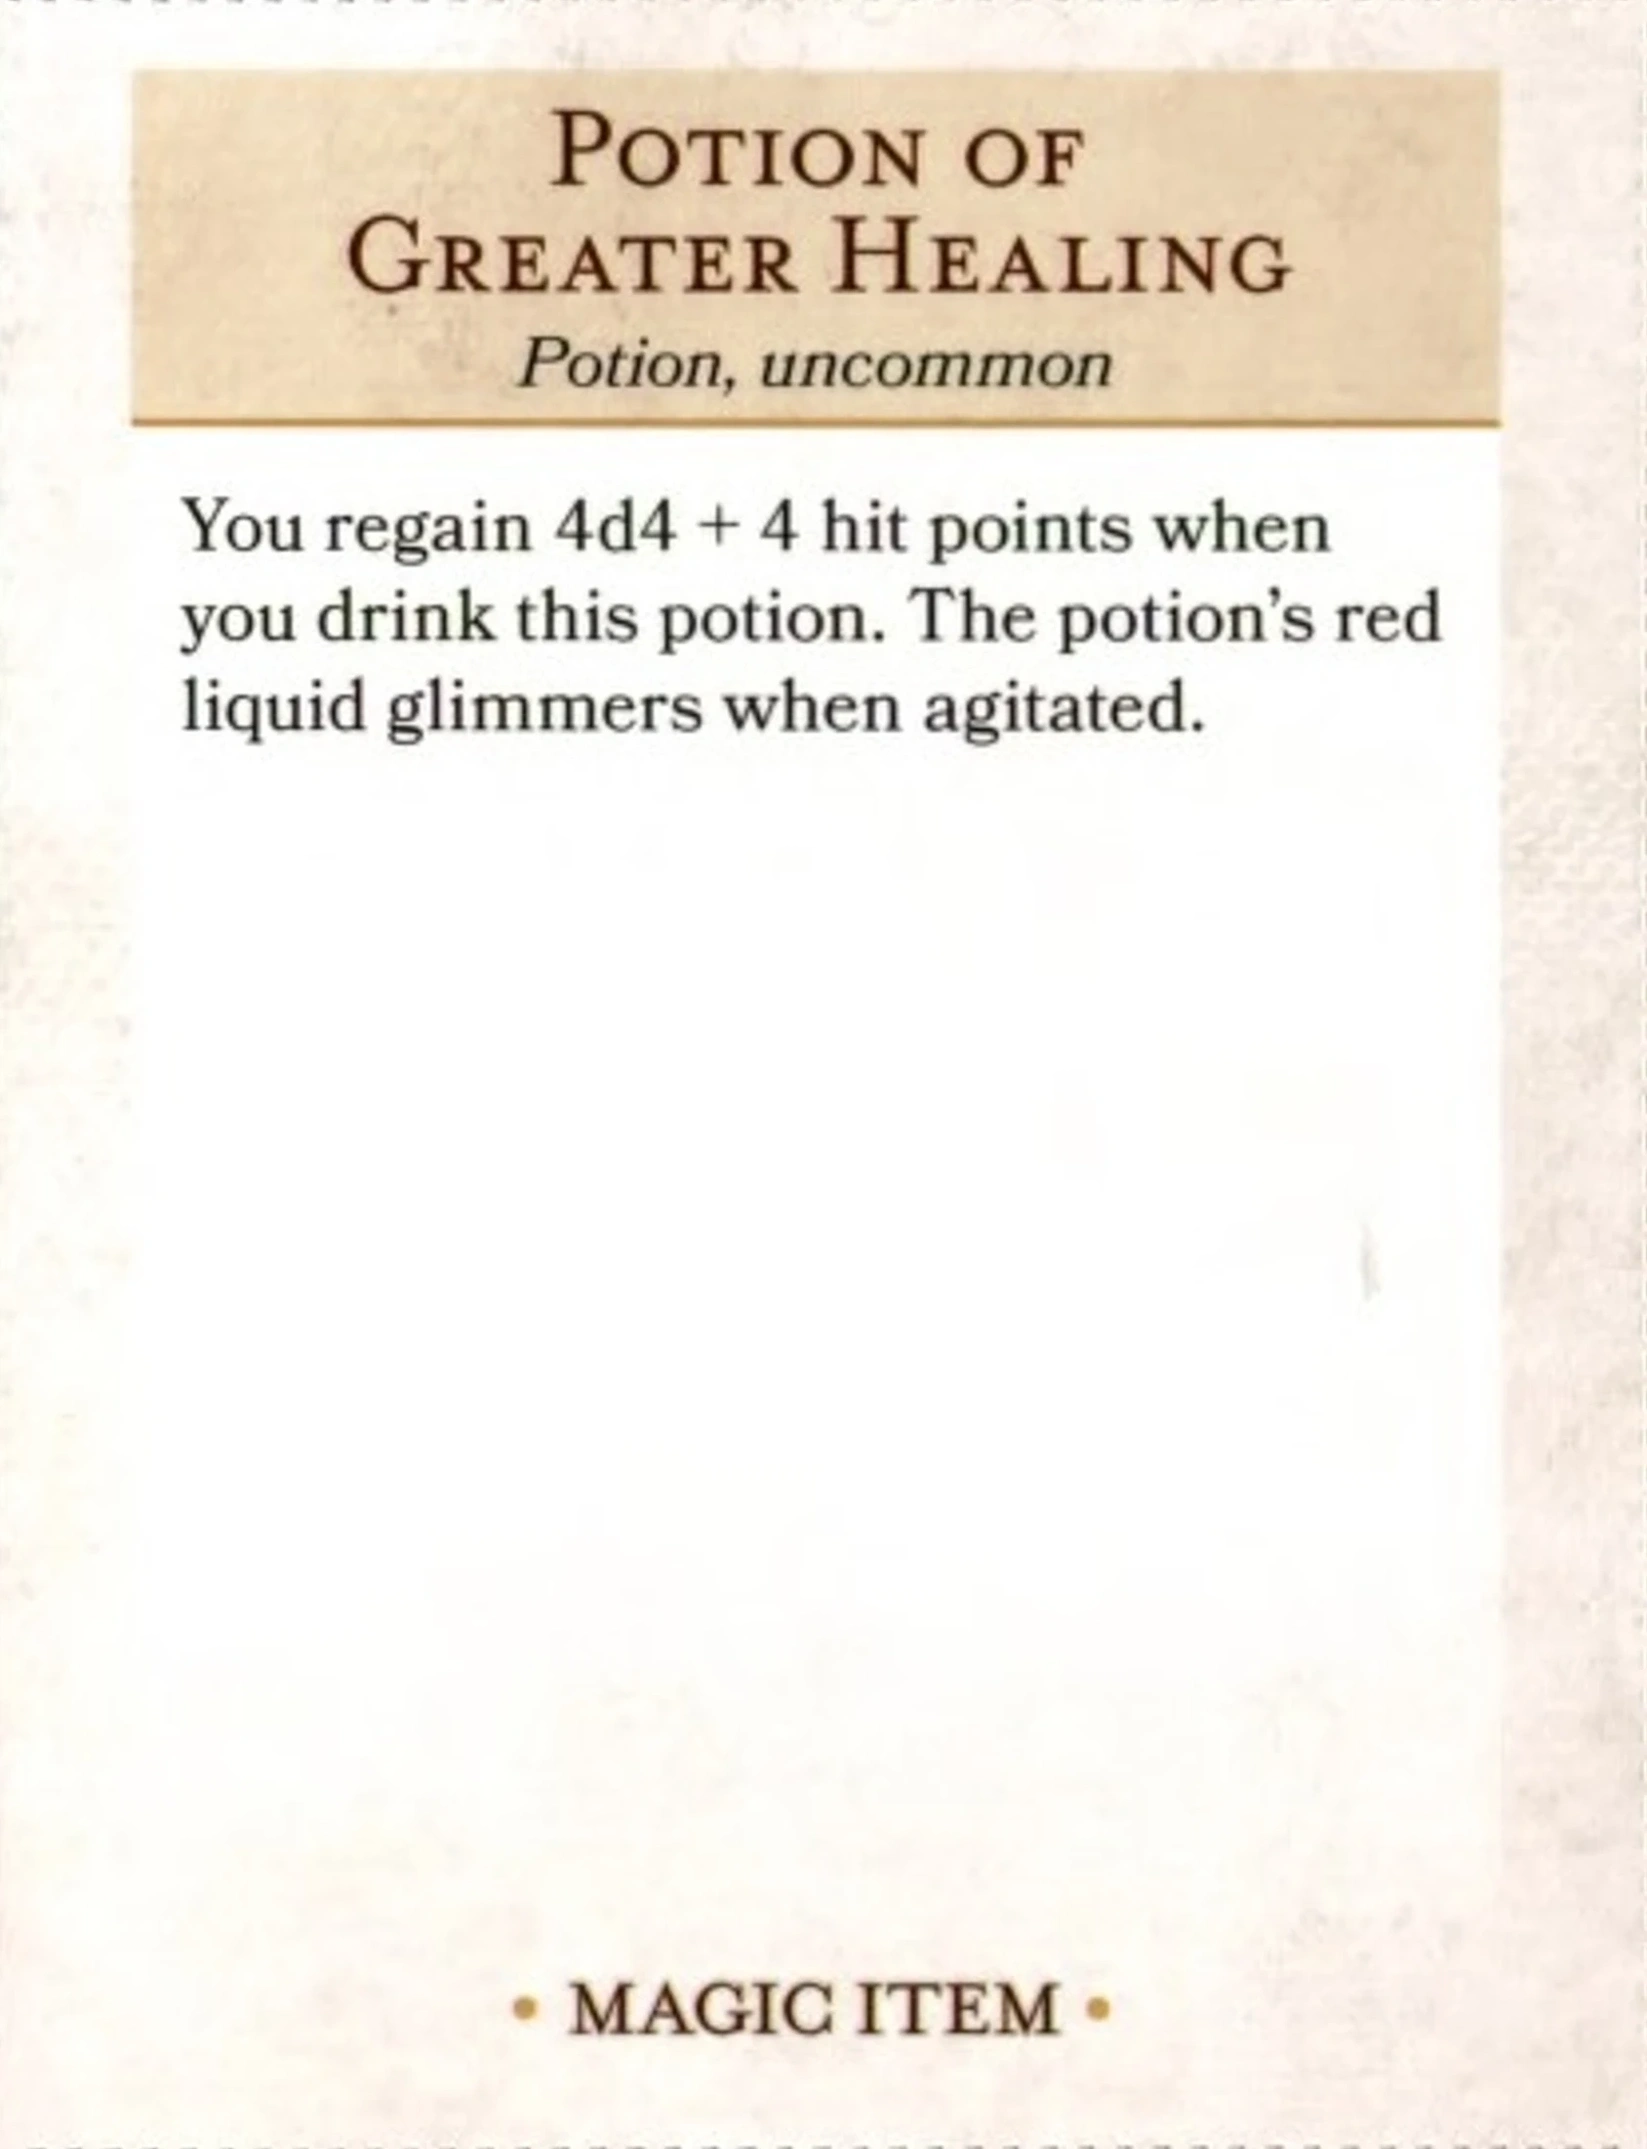 Potion of
Greater Healing
Potion, uncommon
You regain 4d4 + 4 hit points when
you drink this potion. The potion's red
liquid glimmers when agitated.
• MAGIC ITEM •